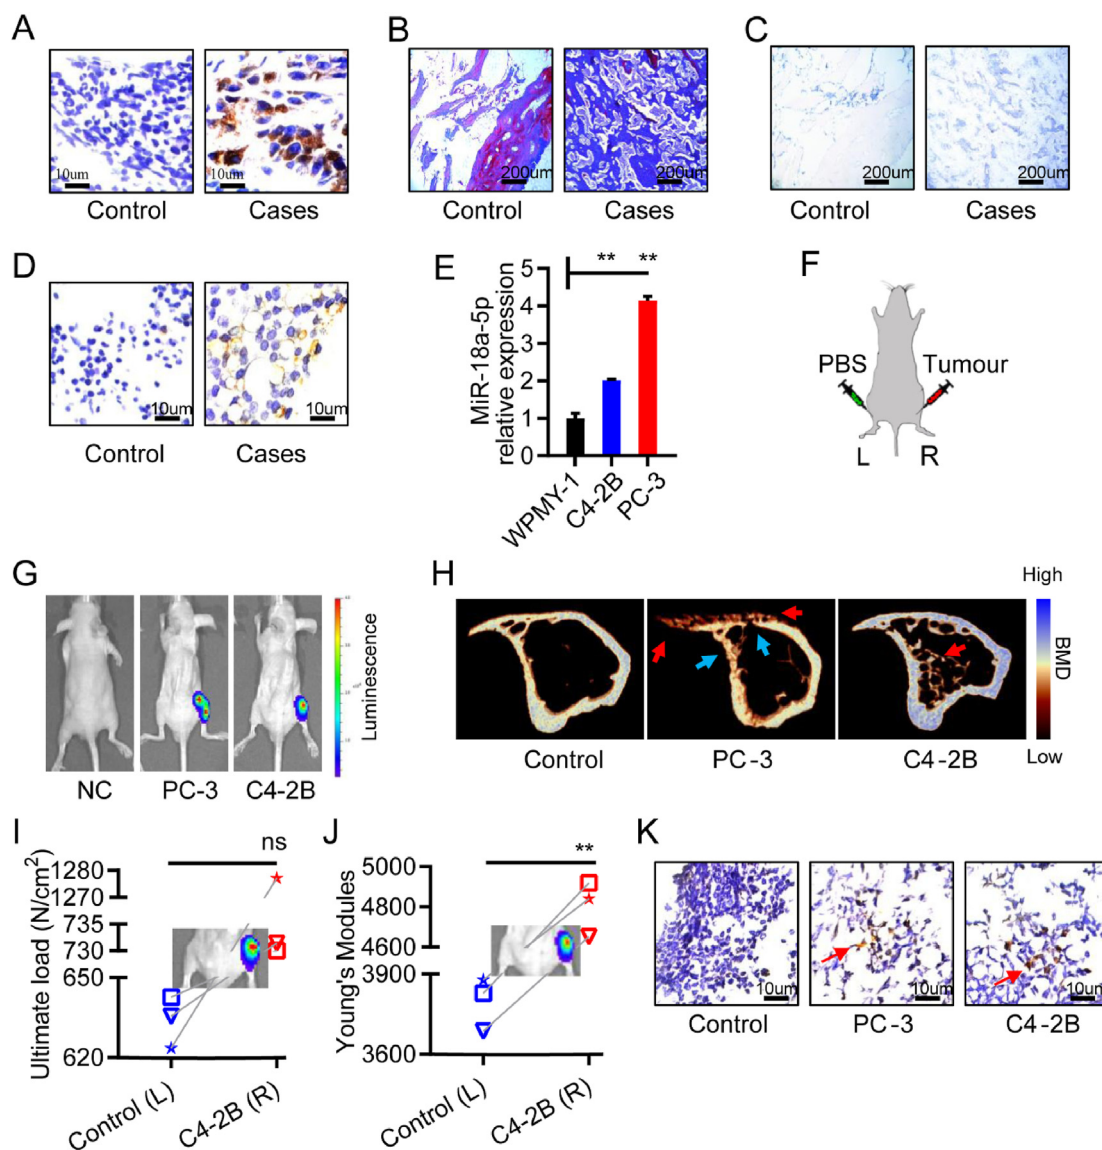 A
10um
10um
Control
Cases
B
200um
200um
Control
Cases
C
200um
200um
Control
Cases
D
10um
10um
Control
Cases
E
MiR-18a-5p
relative expression
** **
5
4
3
2
1
0
WPMY-1
C4-2B
PC-3
F
PBS
Tumour
L
R
G
NC
PC-3
C4-2B
Luminescence
H
Control
PC-3
C4-2B
High
BMD
Low
I
Ultimate load (N/cm²)
ns
1280
1270
735
730
650
620
Control (L)
C4-2B (R)
J
Young's Modules
**
5000
4800
4600
3900
3600
Control (L)
C4-2B (R)
K
10um
10um
10um
Control
PC-3
C4-2B